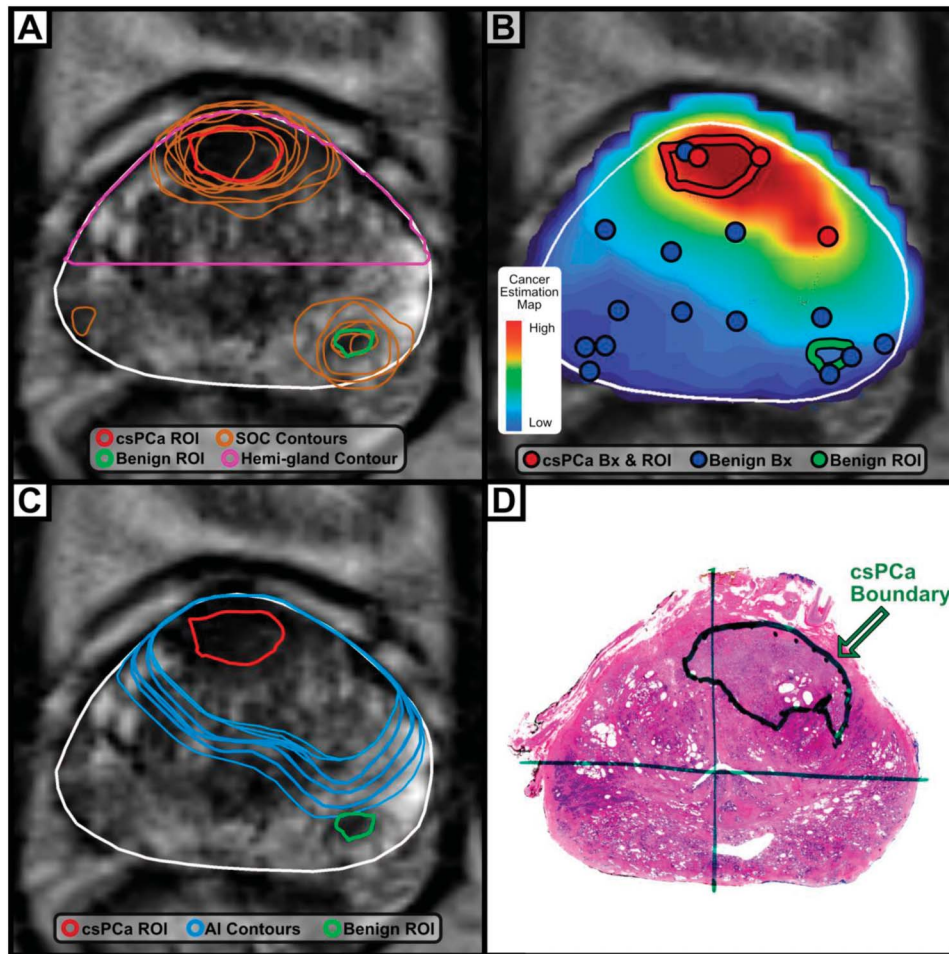 A
csPCa ROI
SOC Contours
Benign ROI
Hemi-gland Contour
B
Cancer
Estimation
Map
High
Low
csPCa Bx & ROI
Benign Bx
Benign ROI
C
csPCa ROI
AI Contours
Benign ROI
D
csPCa
Boundary